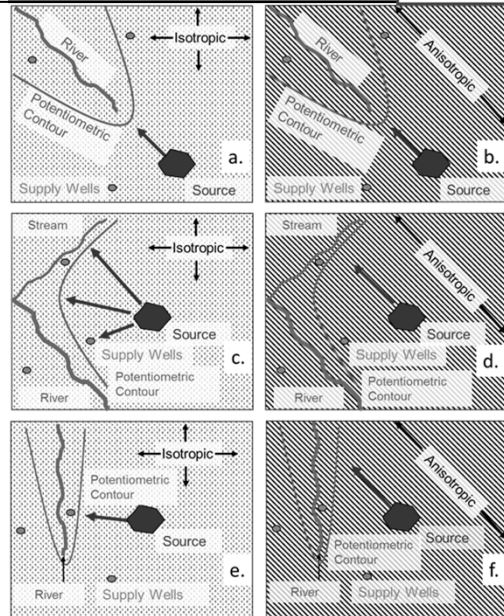 River
Isotropic
Potentiometric
Contour
a.
Supply Wells
Source
River
Anisotropic
Potentiometric
Contour
b.
Supply Wells
Source
Stream
Isotropic
Source
Supply Wells
c.
River
Potentiometric
Contour
Stream
Anisotropic
Source
Supply Wells
d.
River
Potentiometric
Contour
Isotropic
Potentiometric
Contour
Source
e.
River
Supply Wells
Anisotropic
Source
Potentiometric
Contour
f.
River
Supply Wells